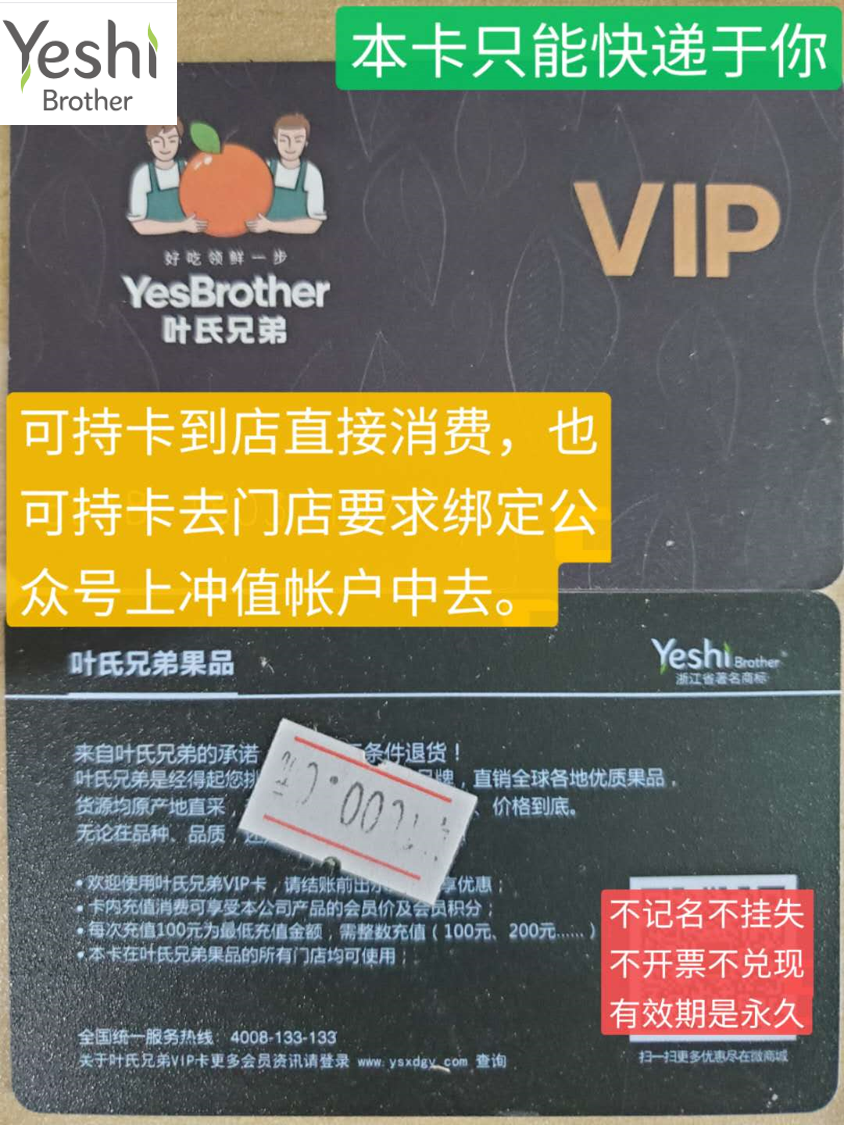 Yeshi
Brother
本卡只能快递于你
VIP
好吃领鲜一步
YesBrother
叶氏兄弟
可持卡到店直接消费，也
可持卡去门店要求绑定公
众号上冲值帐户中去。
叶氏兄弟果品
Yeshi Brother
浙江省著名商标
来自叶氏兄弟的承诺 条件退货！
叶氏兄弟是经得起您挑 品牌，直销全球各地优质果品，
货源均原产地直采， 、价格到底。
无论在品种、品质，
•欢迎使用叶氏兄弟VIP卡，请结账前出示 享优惠；
•卡内充值消费可享受本公司产品的会员价及会员积分；
•每次充值100元为最低充值金额，需整数充值（100元、200元……）
•本卡在叶氏兄弟果品的所有门店均可使用；
不记名不挂失
不开票不兑现
有效期是永久
全国统一服务热线：4008-133-133
关于叶氏兄弟VIP卡更多会员资讯请登录 www.ysxdgy.com 查询
扫一扫更多优惠尽在微商城